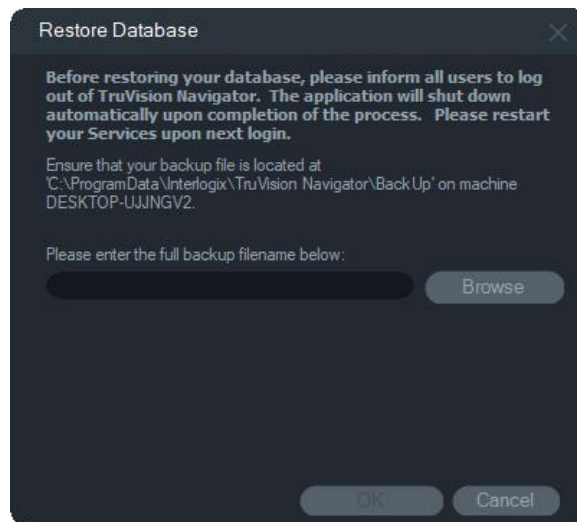 Restore Database
Before restoring your database, please inform all users to log
out of TruVision Navigator. The application will shut down
automatically upon completion of the process. Please restart
your Services upon next login.
Ensure that your backup file is located at
'C:\ProgramData\Interlogix\TruVision Navigator\BackUp' on machine
DESKTOP-UJJNGV2.
Please enter the full backup filename below:
Browse
OK
Cancel